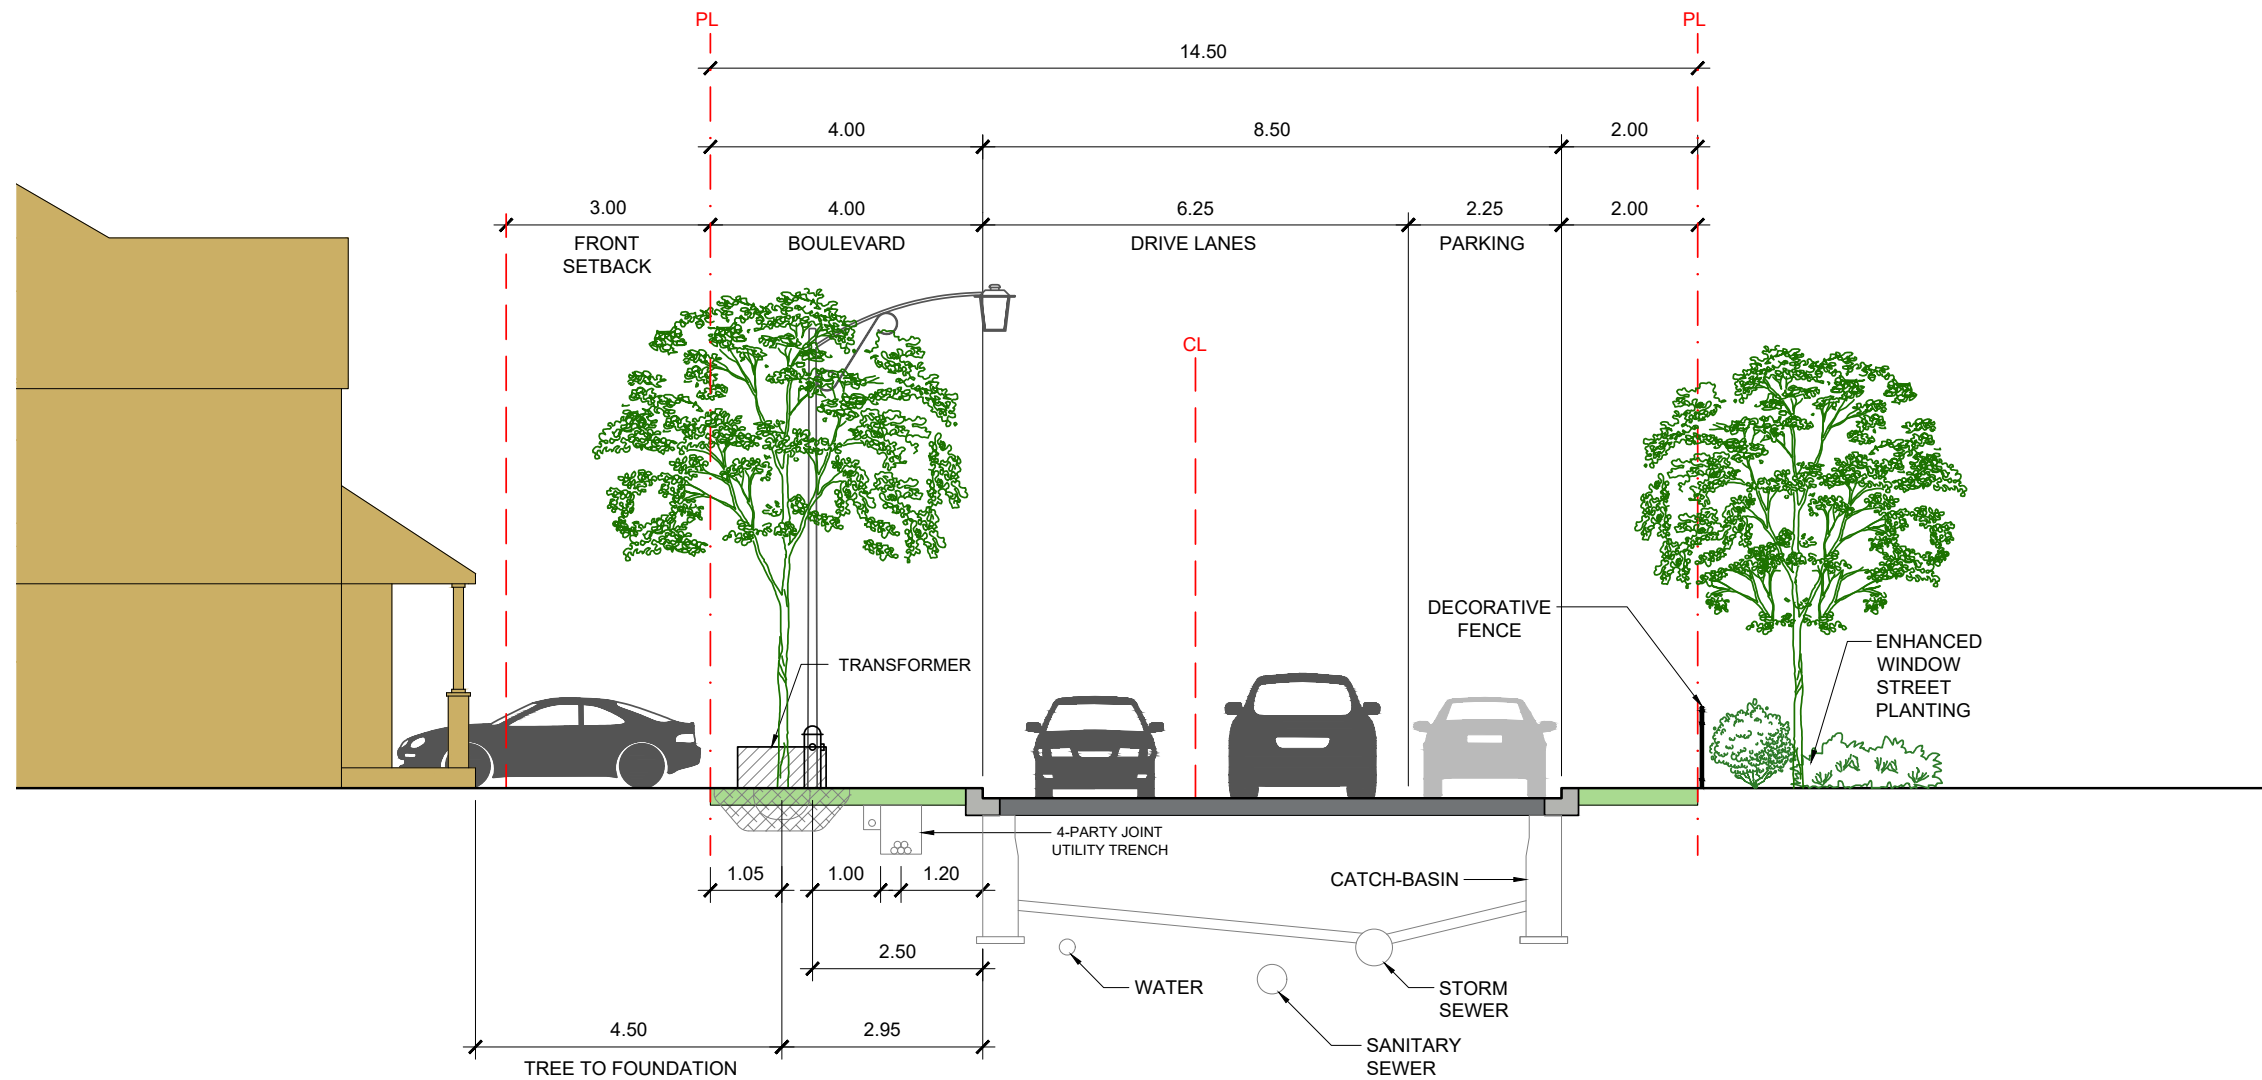 PL
PL
14.50
4.00
8.50
2.00
3.00
4.00
6.25
2.25
2.00
FRONT
SETBACK
BOULEVARD
DRIVE LANES
PARKING
CL
DECORATIVE
FENCE
ENHANCED
WINDOW
STREET
PLANTING
TRANSFORMER
4-PARTY JOINT
UTILITY TRENCH
1.05
1.00
1.20
CATCH-BASIN
2.50
WATER
STORM
SEWER
4.50
2.95
SANITARY
SEWER
TREE TO FOUNDATION